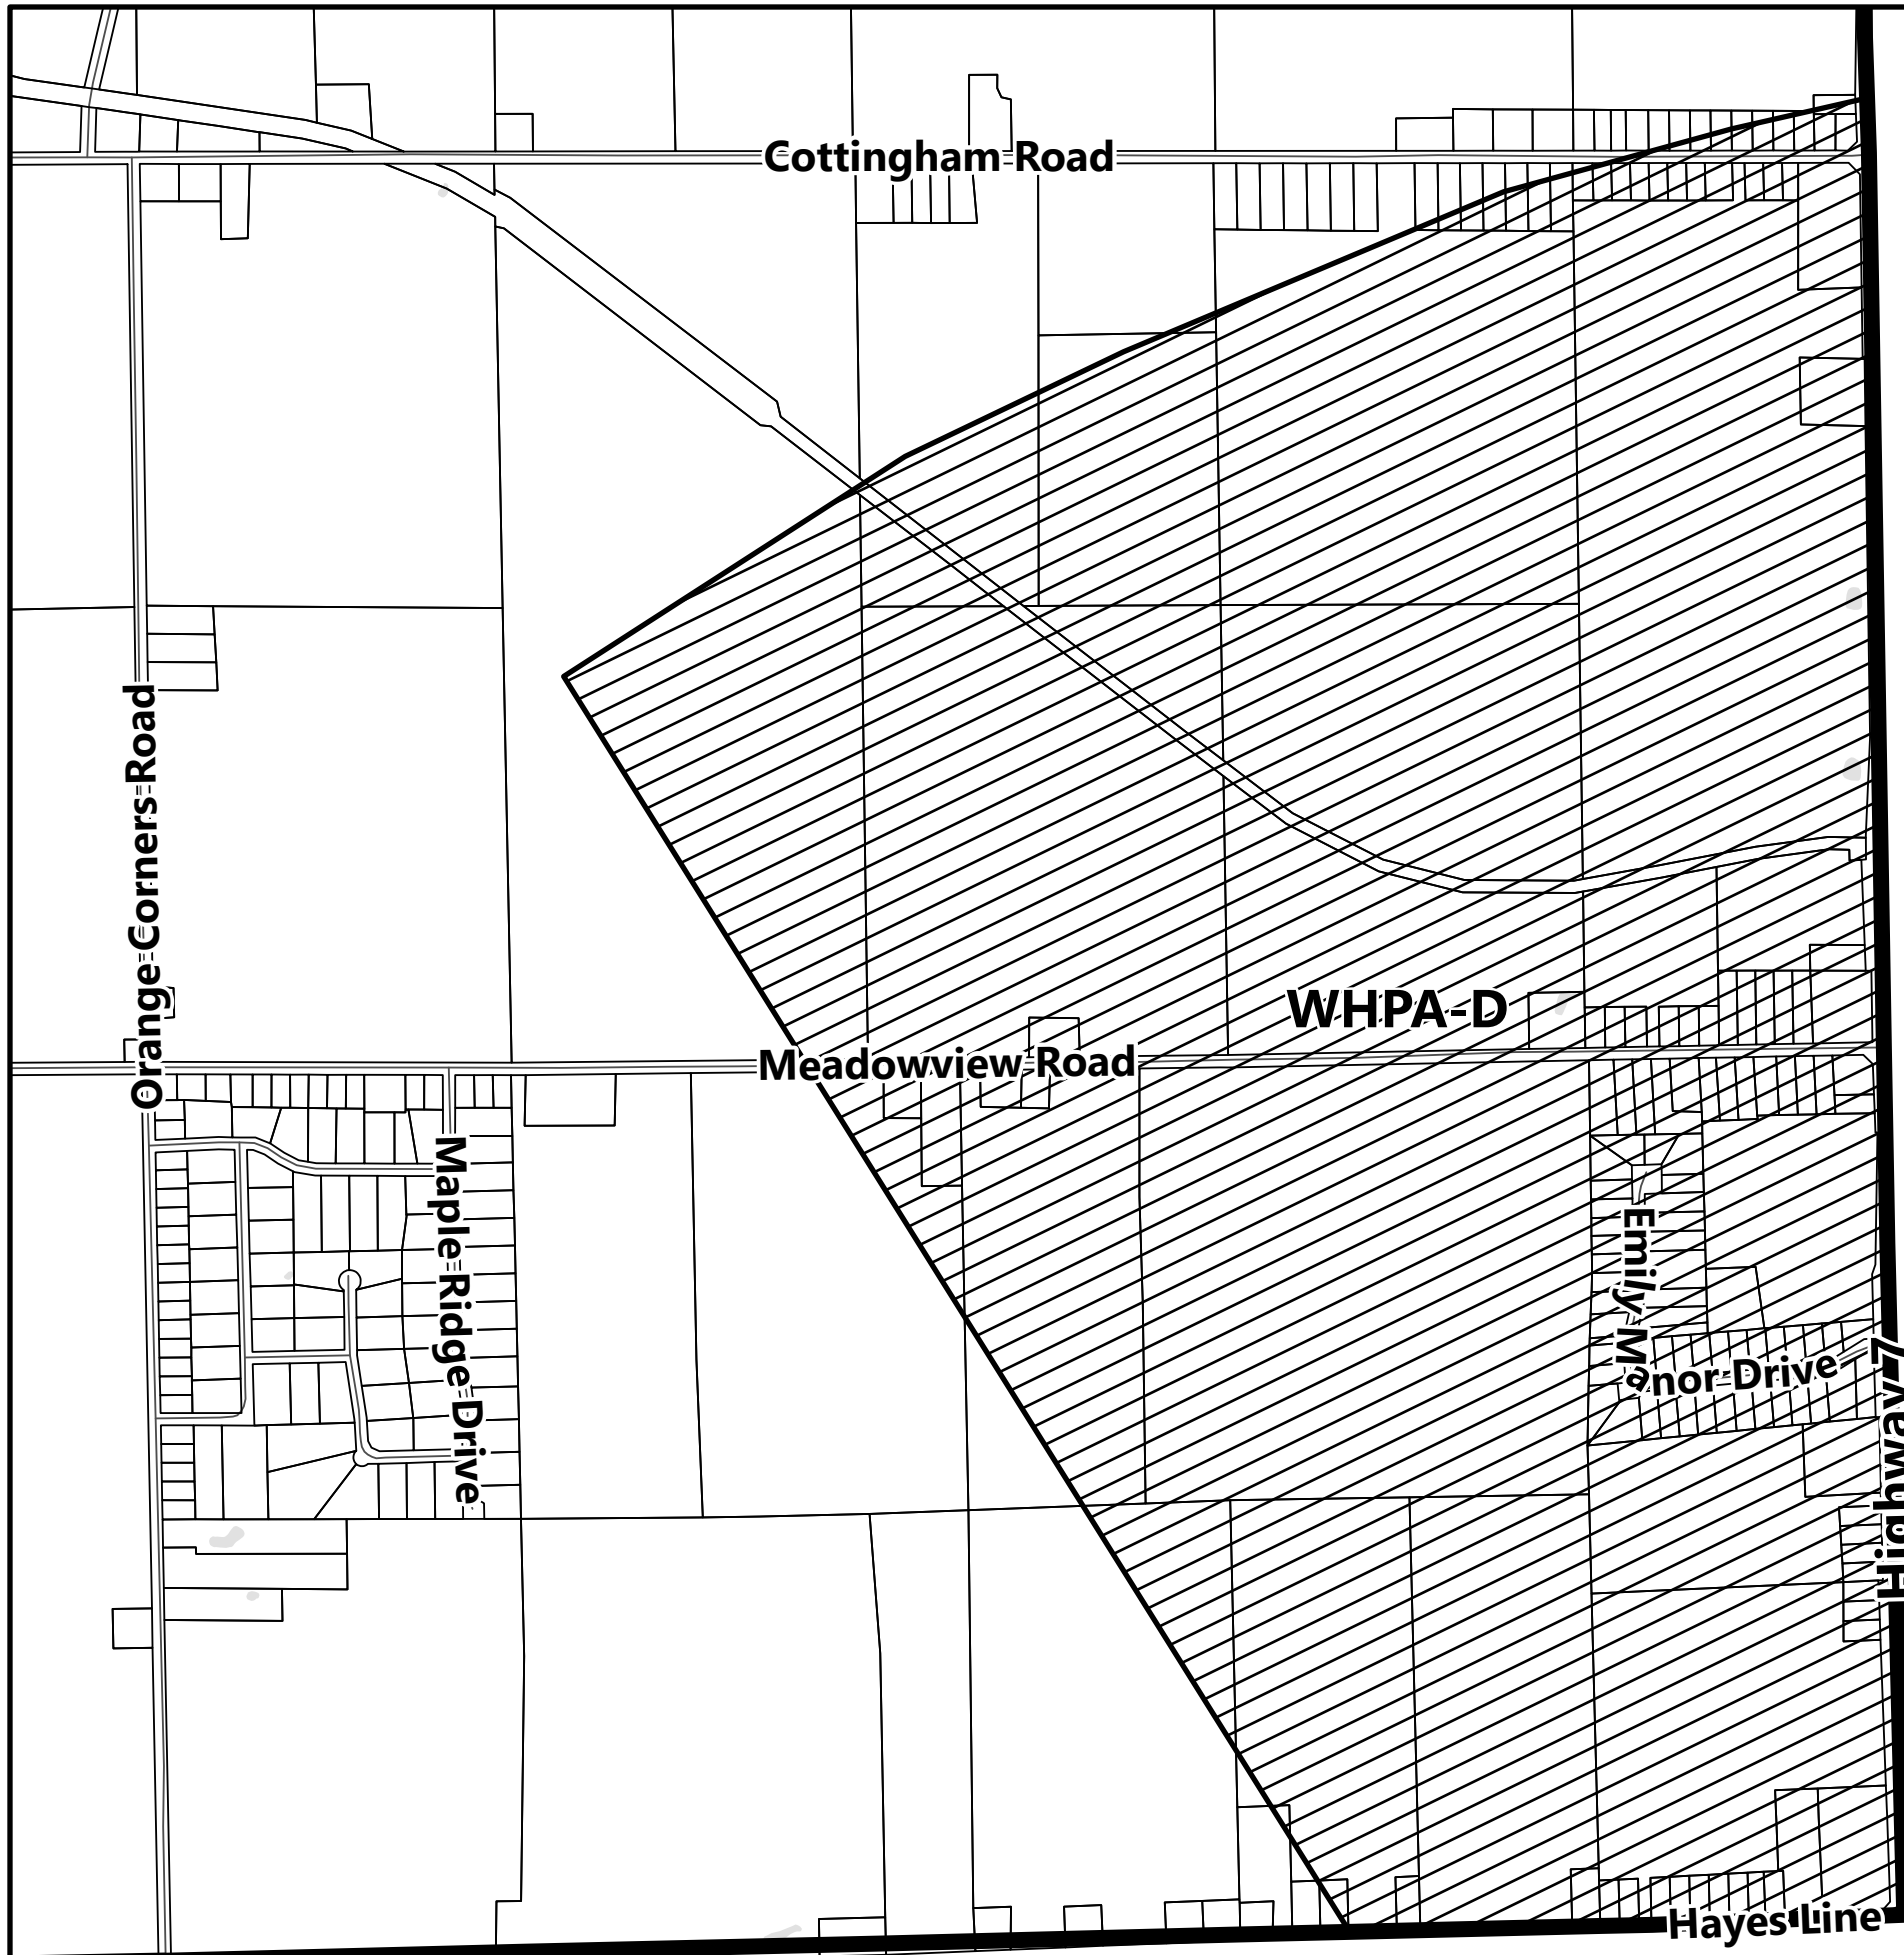 Cottingham Road
Orange Corners Road
WHPA-D
Meadowview Road
Maple Ridge Drive
Emily Manor Drive
Highway 7
Hayes Line